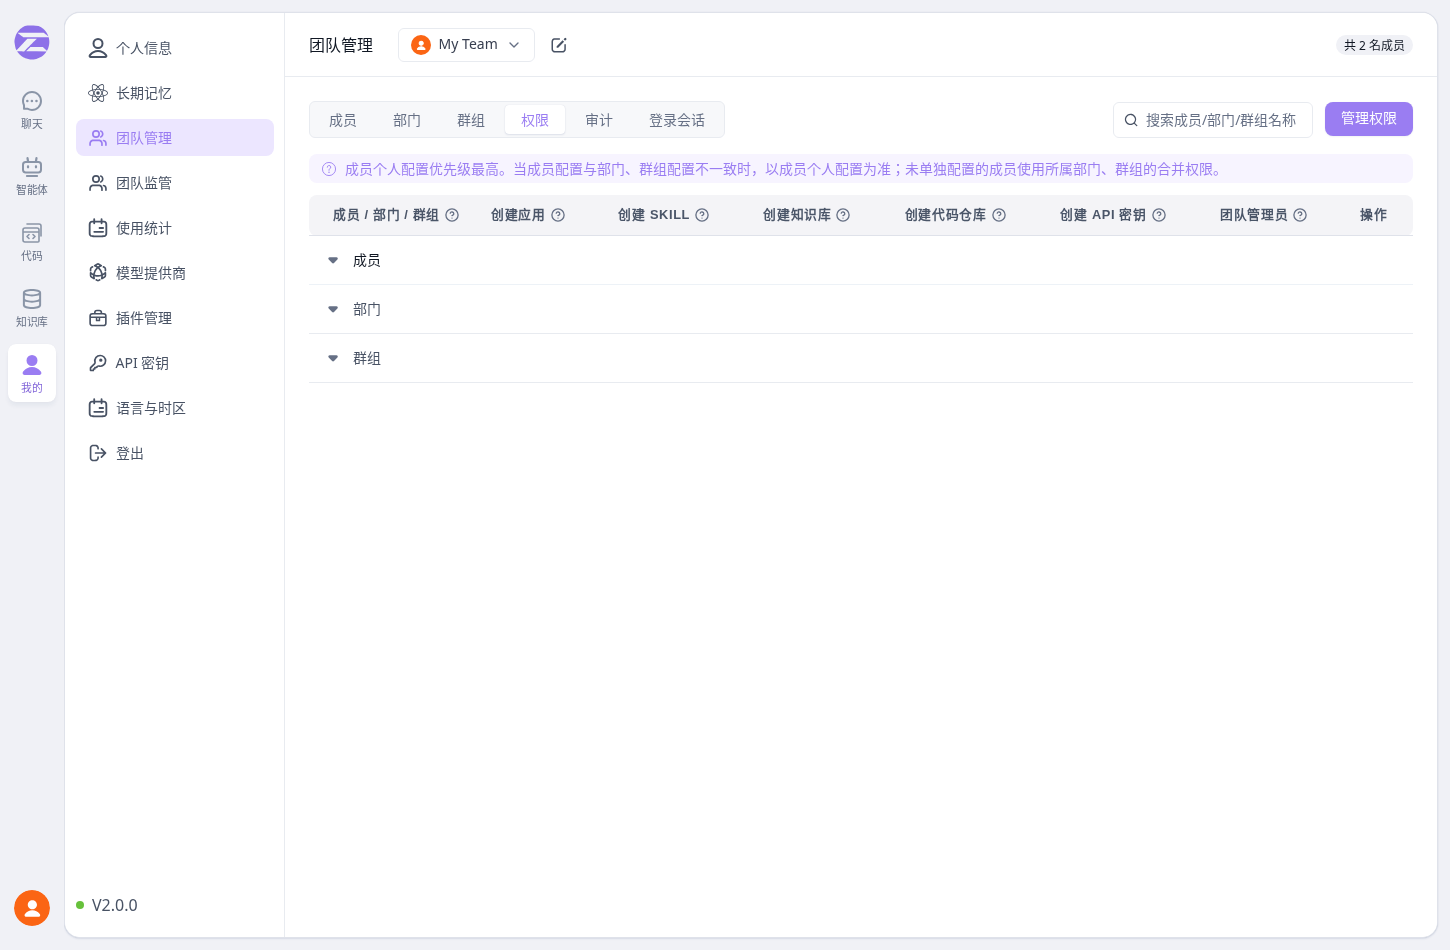 聊天
智能体
代码
知识库
我的
个人信息
长期记忆
团队管理
团队监管
使用统计
模型提供商
插件管理
API 密钥
语言与时区
登出
V2.0.0
团队管理
My Team
共 2 名成员
成员 部门 群组 权限 审计 登录会话
搜索成员/部门/群组名称
管理权限
成员个人配置优先级最高。当成员配置与部门、群组配置不一致时，以成员个人配置为准；未单独配置的成员使用所属部门、群组的合并权限。
成员 / 部门 / 群组 创建应用 创建 SKILL 创建知识库 创建代码仓库 创建 API 密钥 团队管理员 操作
成员
部门
群组